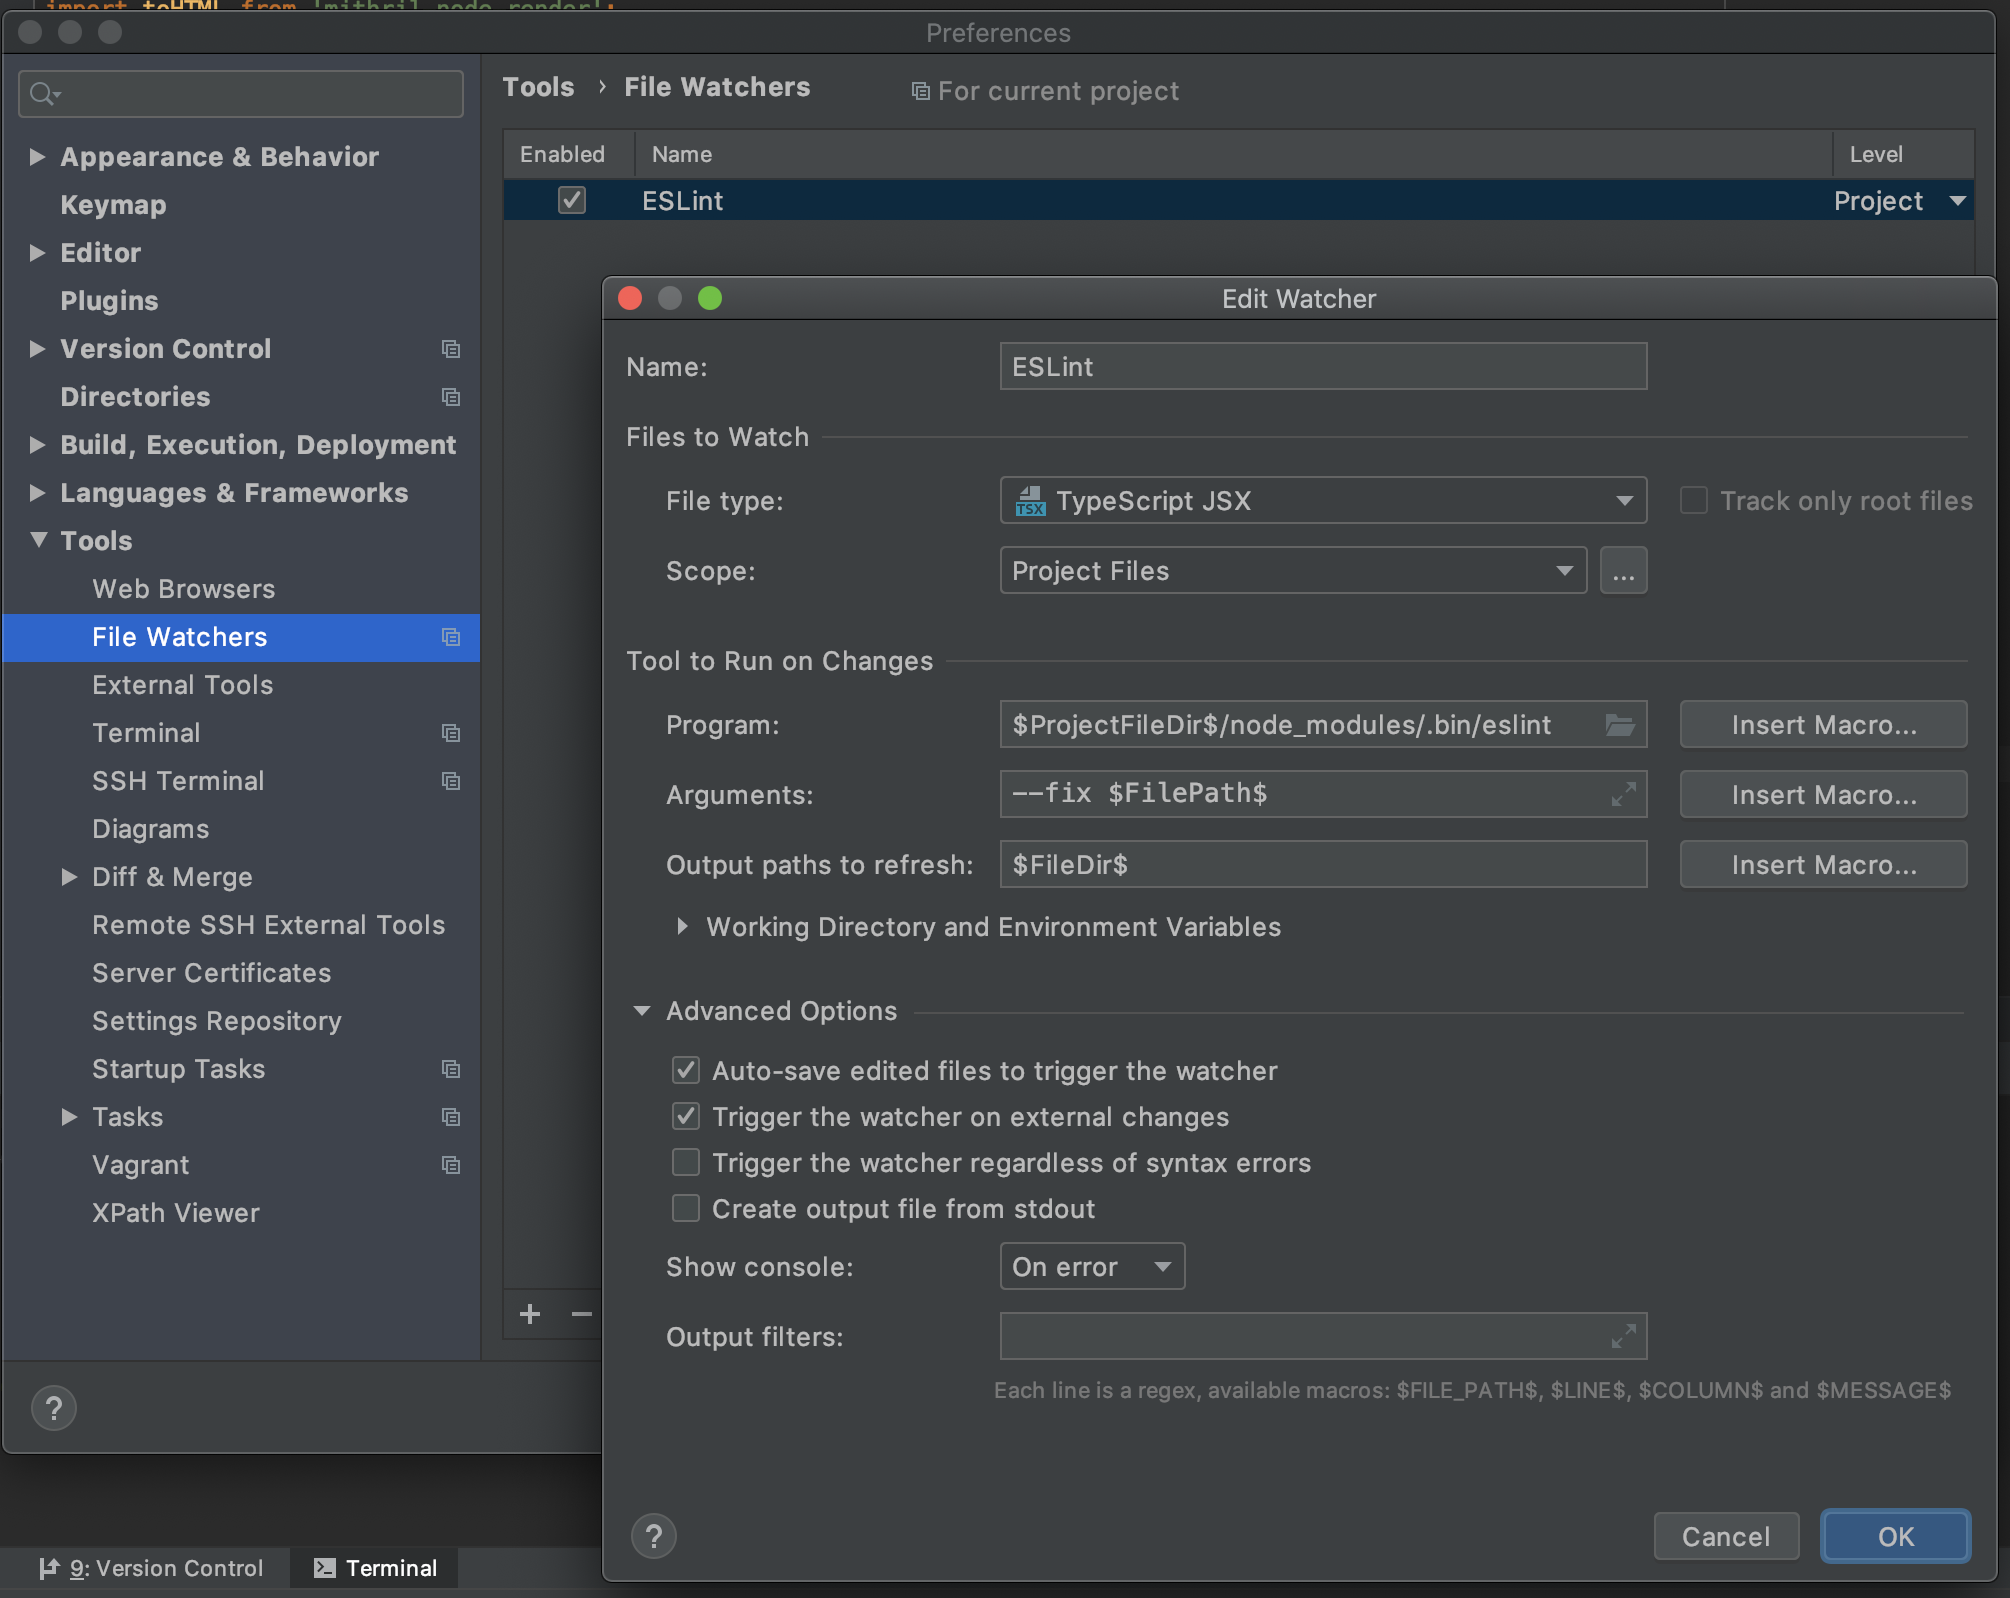 import toHTML from 'mithril-node-render';
Preferences
Tools › File Watchers
For current project
Appearance & Behavior
Keymap
Editor
Plugins
Version Control
Directories
Build, Execution, Deployment
Languages & Frameworks
Tools
Web Browsers
File Watchers
External Tools
Terminal
SSH Terminal
Diagrams
Diff & Merge
Remote SSH External Tools
Server Certificates
Settings Repository
Startup Tasks
Tasks
Vagrant
XPath Viewer
Enabled Name Level
ESLint Project
Edit Watcher
Name: ESLint
Files to Watch
File type: TSX TypeScript JSX Track only root files
Scope: Project Files ...
Tool to Run on Changes
Program: $ProjectFileDir$/node_modules/.bin/eslint Insert Macro...
Arguments: --fix $FilePath$ Insert Macro...
Output paths to refresh: $FileDir$ Insert Macro...
Working Directory and Environment Variables
Advanced Options
Auto-save edited files to trigger the watcher
Trigger the watcher on external changes
Trigger the watcher regardless of syntax errors
Create output file from stdout
Show console: On error
Output filters:
Each line is a regex, available macros: $FILE_PATH$, $LINE$, $COLUMN$ and $MESSAGE$
? Cancel OK
?
9: Version Control Terminal